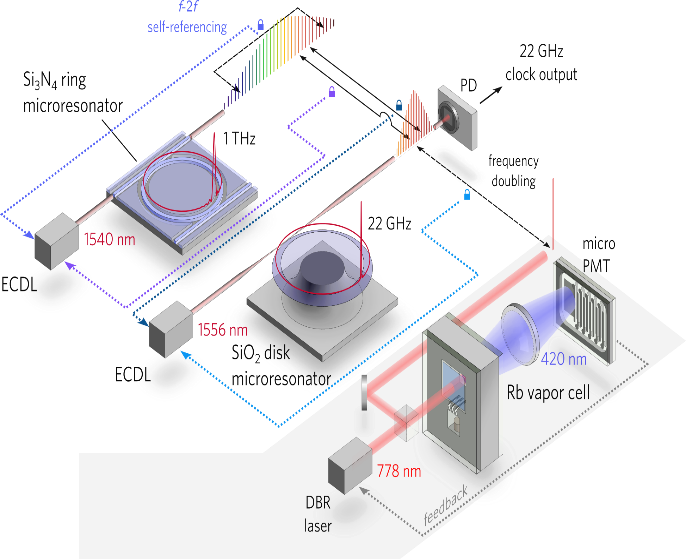 f-2f
self-referencing
22 GHz
clock output
PD
Si₃N₄ ring
microresonator
1 THz
frequency
doubling
micro
PMT
22 GHz
1540 nm
ECDL
1556 nm
SiO₂ disk
microresonator
ECDL
420 nm
Rb vapor cell
778 nm
DBR
laser
feedback